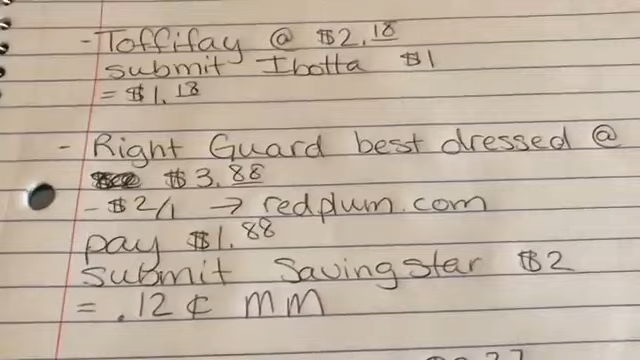 - Toffifay @ $2.18
submit Ibotta $1
= $1.18
- Right Guard best dressed @
$3.88
- $2/1 → redplum.com
pay $1.88
submit Savingstar $2
= .12¢ mm